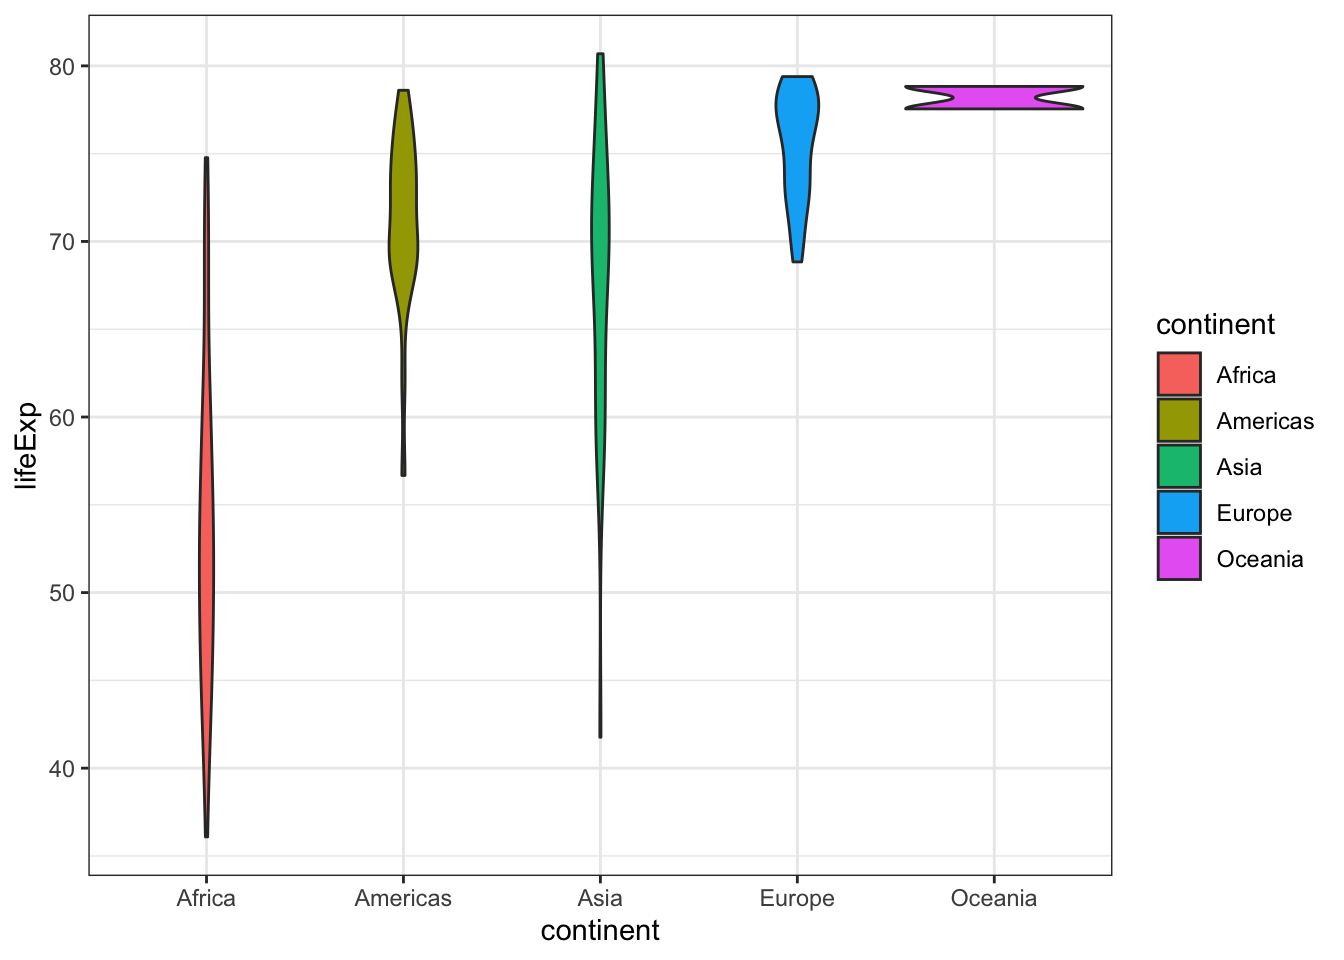 80
70
60
50
40
lifeExp
Africa
Americas
Asia
Europe
Oceania
continent
continent
Africa
Americas
Asia
Europe
Oceania